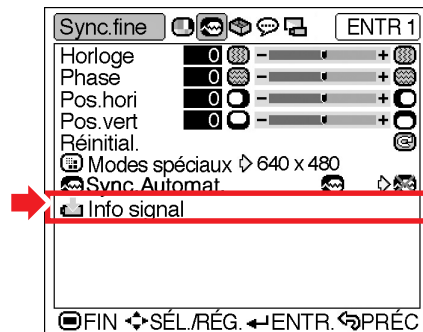 Sync.fine ENTR 1
Horloge 0 - +
Phase 0 - +
Pos.hori 0 - +
Pos.vert 0 - +
Réinitial.
Modes spéciaux 640 x 480
Sync.Automat.
Info signal
FIN SÉL./RÉG. ENTR. PRÉC